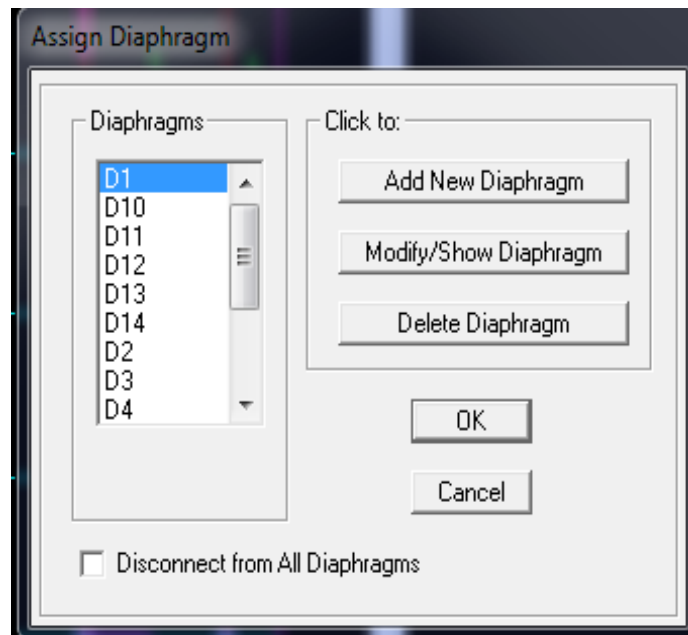 Assign Diaphragm
Diaphragms
D1
D10
D11
D12
D13
D14
D2
D3
D4
Click to:
Add New Diaphragm
Modify/Show Diaphragm
Delete Diaphragm
OK
Cancel
Disconnect from All Diaphragms